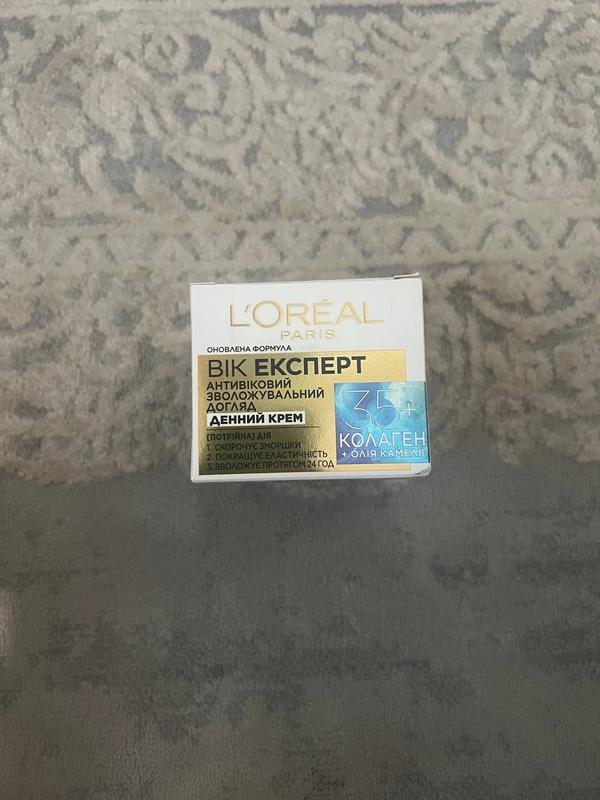 L'ORÉAL
PARIS
ОНОВЛЕНА ФОРМУЛА
ВІК ЕКСПЕРТ
АНТИВІКОВИЙ
ЗВОЛОЖУВАЛЬНИЙ
ДОГЛЯД
ДЕННИЙ КРЕМ
[ПОТРІЙНА] ДІЯ
1. СКОРОЧУЄ ЗМОРШКИ
2. ПОКРАЩУЄ ЕЛАСТИЧНІСТЬ
3. ЗВОЛОЖУЄ ПРОТЯГОМ 24 ГОД
35+
КОЛАГЕН
+ ОЛІЯ КАМЕЛІЇ